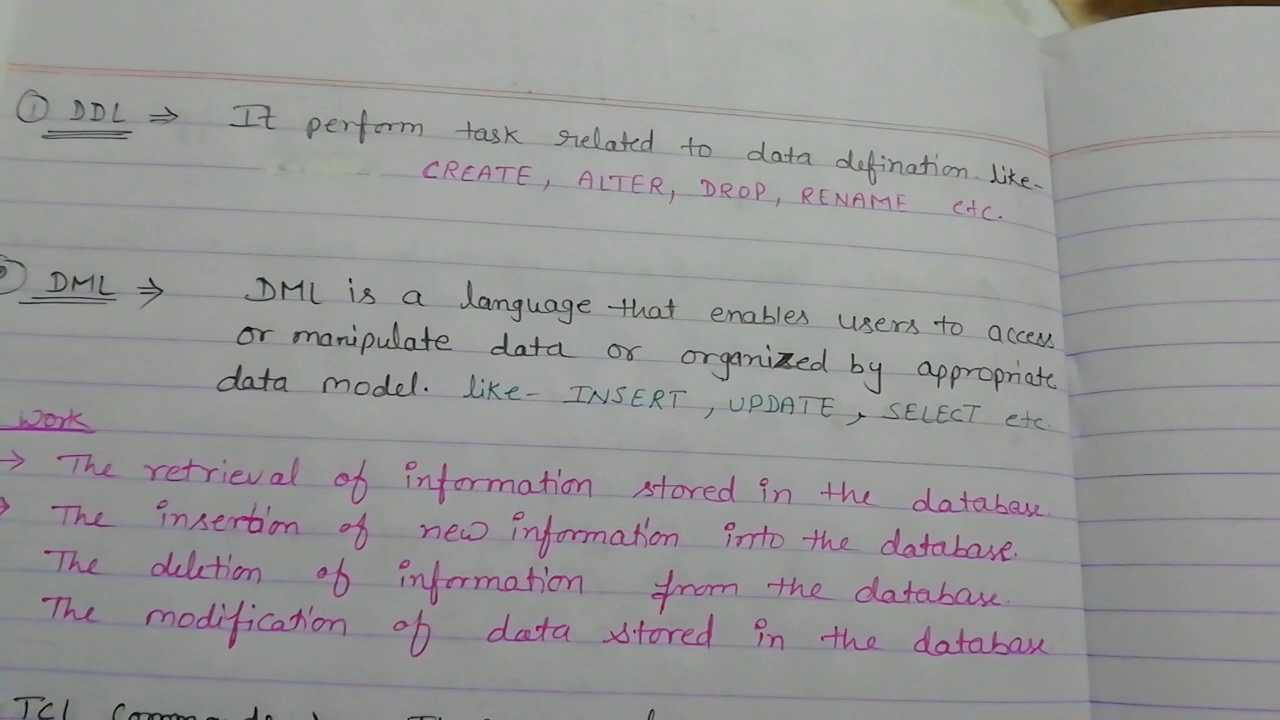 ① DDL ⇒ It perform task related to data defination like-
CREATE, ALTER, DROP, RENAME etc.
② DML ⇒ DML is a language that enables users to access
or manipulate data or organized by appropriate
data model. like- INSERT, UPDATE, SELECT etc.
Work
→ The retrieval of information stored in the database.
→ The insertion of new information into the database.
The deletion of information from the database.
The modification of data stored in the database
TCL